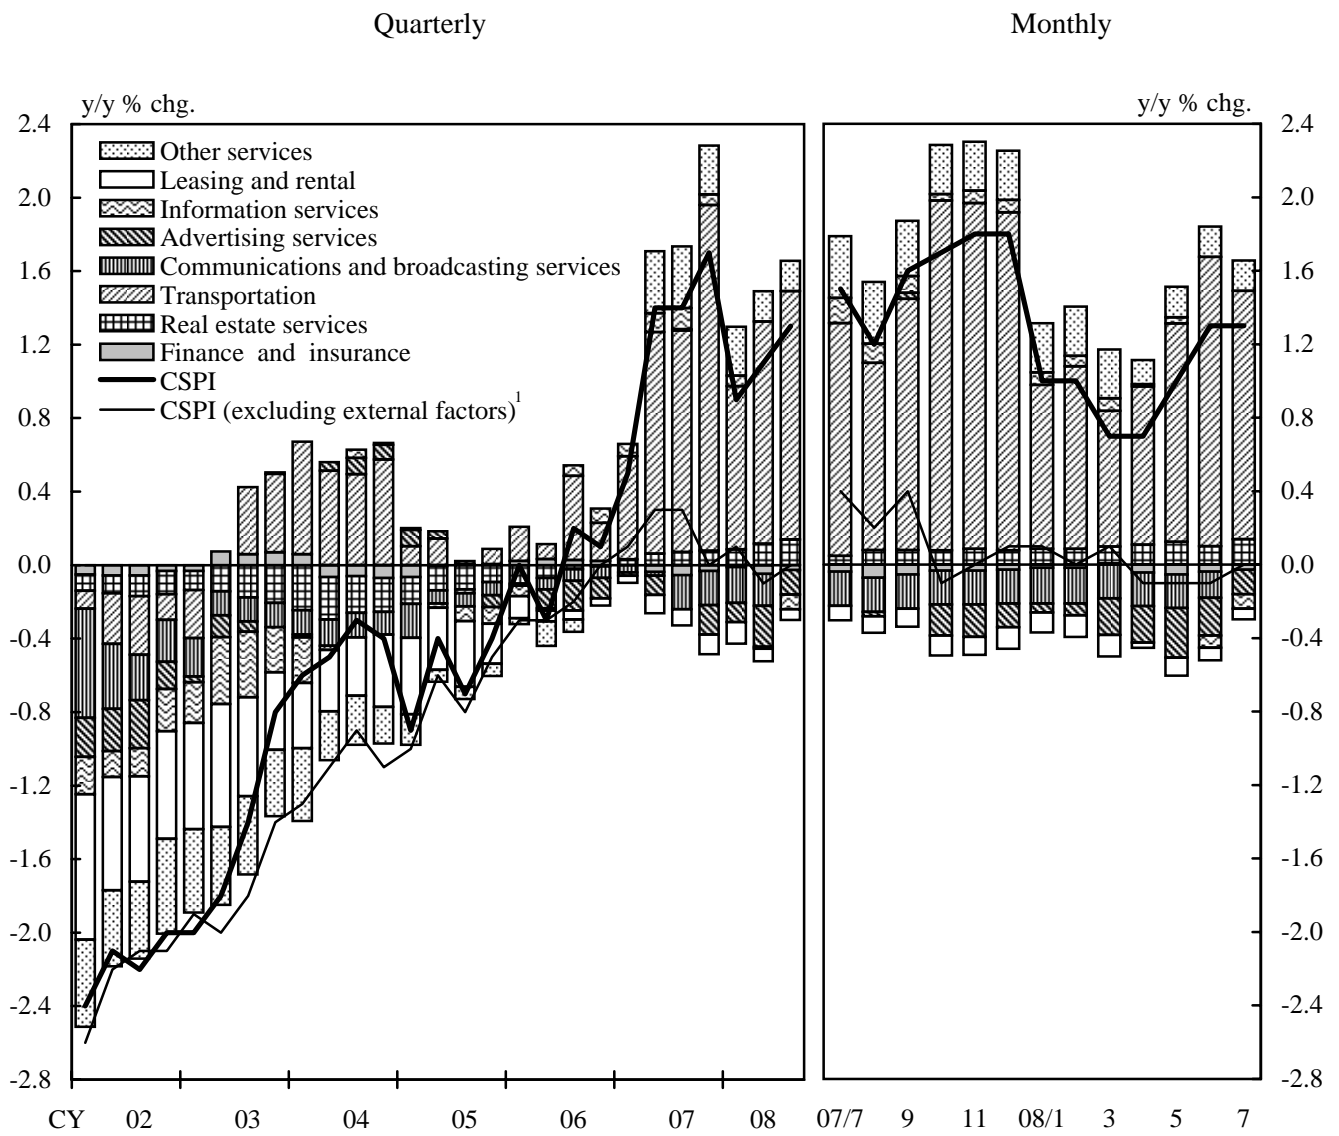 Quarterly Monthly
y/y % chg. y/y % chg.
2.4 2.4
Other services
Leasing and rental
2.0 2.0
Information services
Advertising services
Communications and broadcasting services
1.6 1.6
Transportation
Real estate services
1.2 1.2
Finance and insurance
CSPI
CSPI (excluding external factors)1
0.8 0.8
0.4 0.4
0.0 0.0
-0.4 -0.4
-0.8 -0.8
-1.2 -1.2
-1.6 -1.6
-2.0 -2.0
-2.4 -2.4
-2.8 -2.8
CY 02 03 04 05 06 07 08 07/7 9 11 08/1 3 5 7